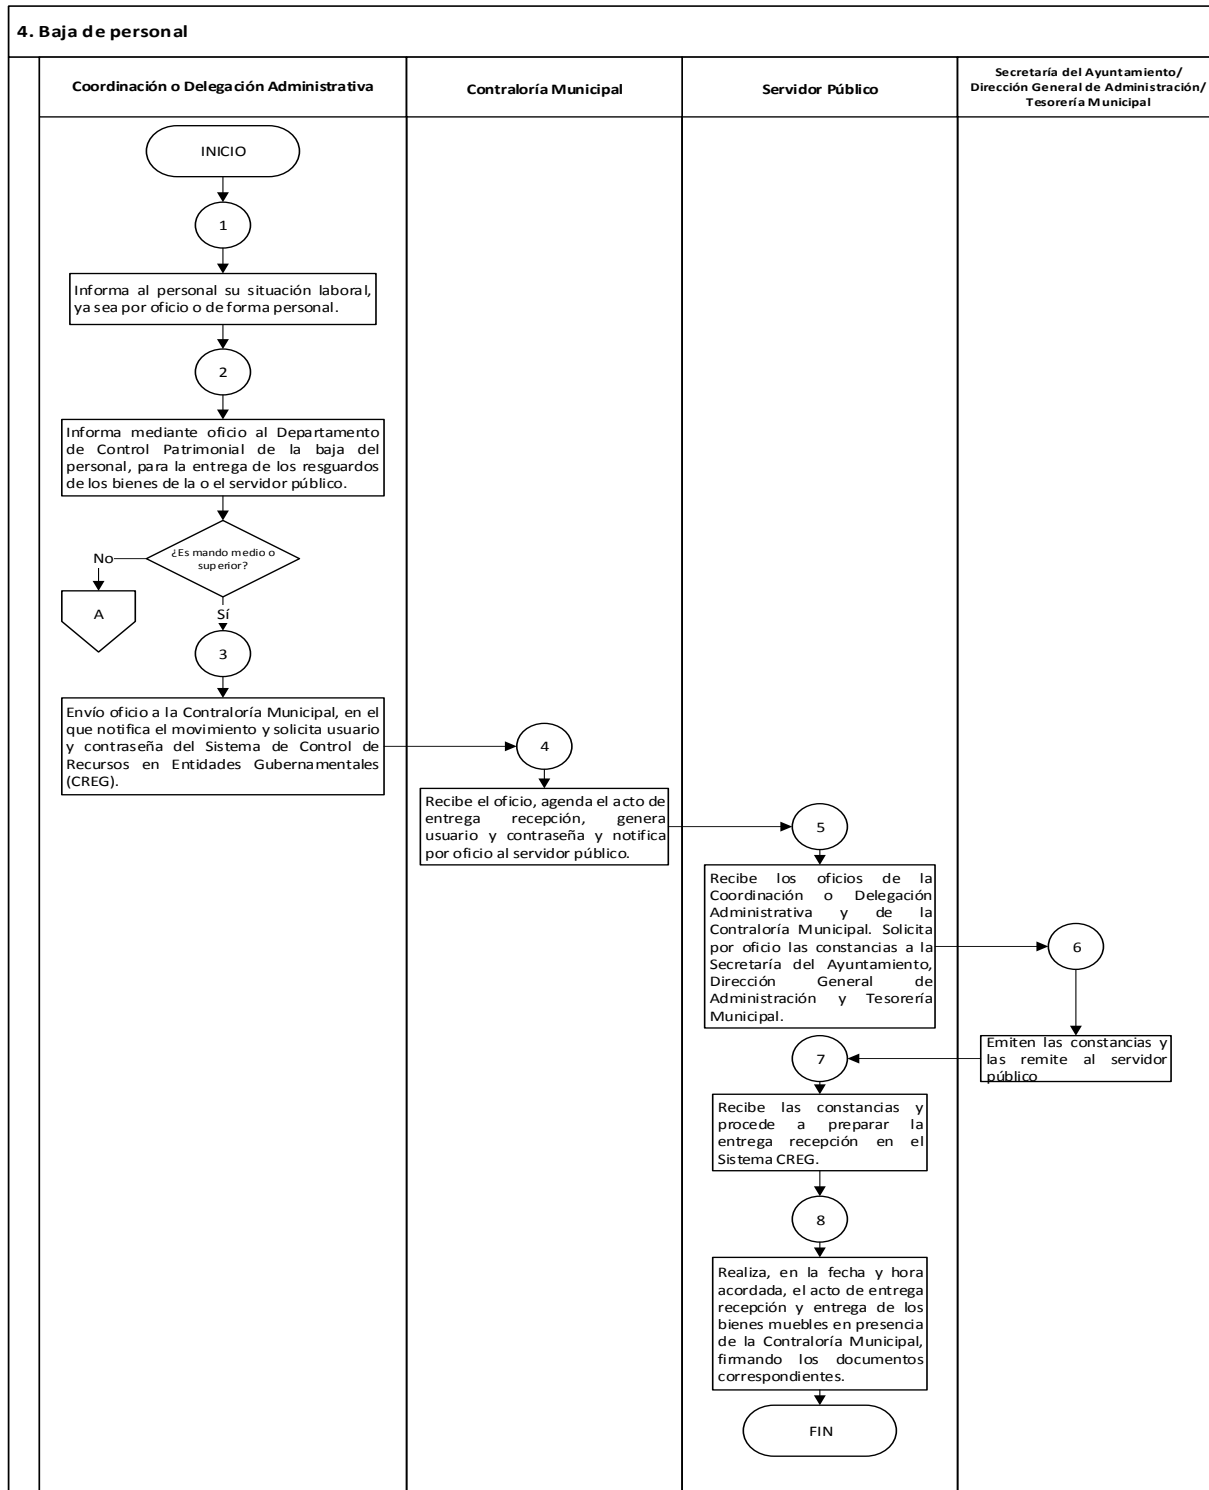 4. Baja de personal
Coordinación o Delegación Administrativa
Contraloría Municipal
Servidor Público
Secretaría del Ayuntamiento/
Dirección General de Administración/
Tesorería Municipal
INICIO
1
Informa al personal su situación laboral,
ya sea por oficio o de forma personal.
2
Informa mediante oficio al Departamento
de Control Patrimonial de la baja del
personal, para la entrega de los resguardos
de los bienes de la o el servidor público.
¿Es mando medio o
superior?
No
A
Sí
3
Envío oficio a la Contraloría Municipal, en el
que notifica el movimiento y solicita usuario
y contraseña del Sistema de Control de
Recursos en Entidades Gubernamentales
(CREG).
4
Recibe el oficio, agenda el acto de
entrega recepción, genera
usuario y contraseña y notifica
por oficio al servidor público.
5
Recibe los oficios de la
Coordinación o Delegación
Administrativa y de la
Contraloría Municipal. Solicita
por oficio las constancias a la
Secretaría del Ayuntamiento,
Dirección General de
Administración y Tesorería
Municipal.
6
Emiten las constancias y
las remite al servidor
público
7
Recibe las constancias y
procede a preparar la
entrega recepción en el
Sistema CREG.
8
Realiza, en la fecha y hora
acordada, el acto de entrega
recepción y entrega de los
bienes muebles en presencia
de la Contraloría Municipal,
firmando los documentos
correspondientes.
FIN